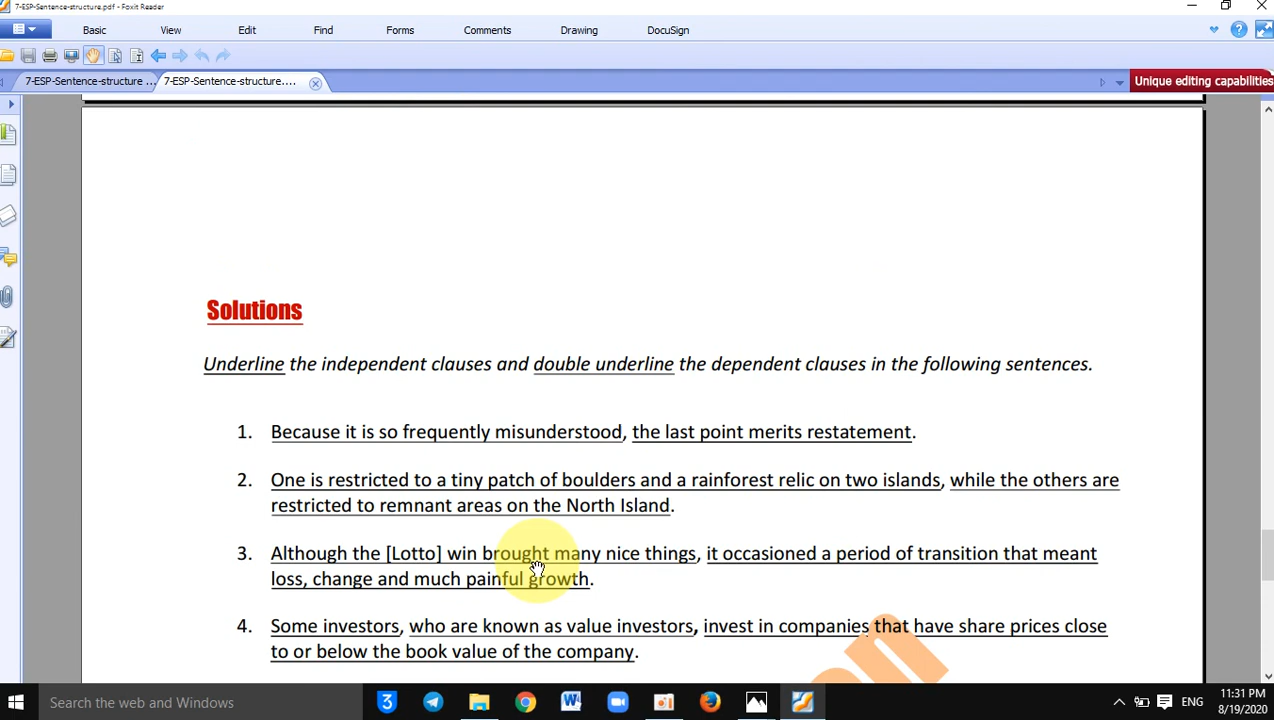 7-ESP-Sentence-structure.pdf - Foxit Reader
Basic View Edit Find Forms Comments Drawing DocuSign
7-ESP-Sentence-structure ... 7-ESP-Sentence-structure.... Unique editing capabilities
Solutions
Underline the independent clauses and double underline the dependent clauses in the following sentences.
1. Because it is so frequently misunderstood, the last point merits restatement.
2. One is restricted to a tiny patch of boulders and a rainforest relic on two islands, while the others are
restricted to remnant areas on the North Island.
3. Although the [Lotto] win brought many nice things, it occasioned a period of transition that meant
loss, change and much painful growth.
4. Some investors, who are known as value investors, invest in companies that have share prices close
to or below the book value of the company.
Search the web and Windows
ENG
11:31 PM
8/19/2020